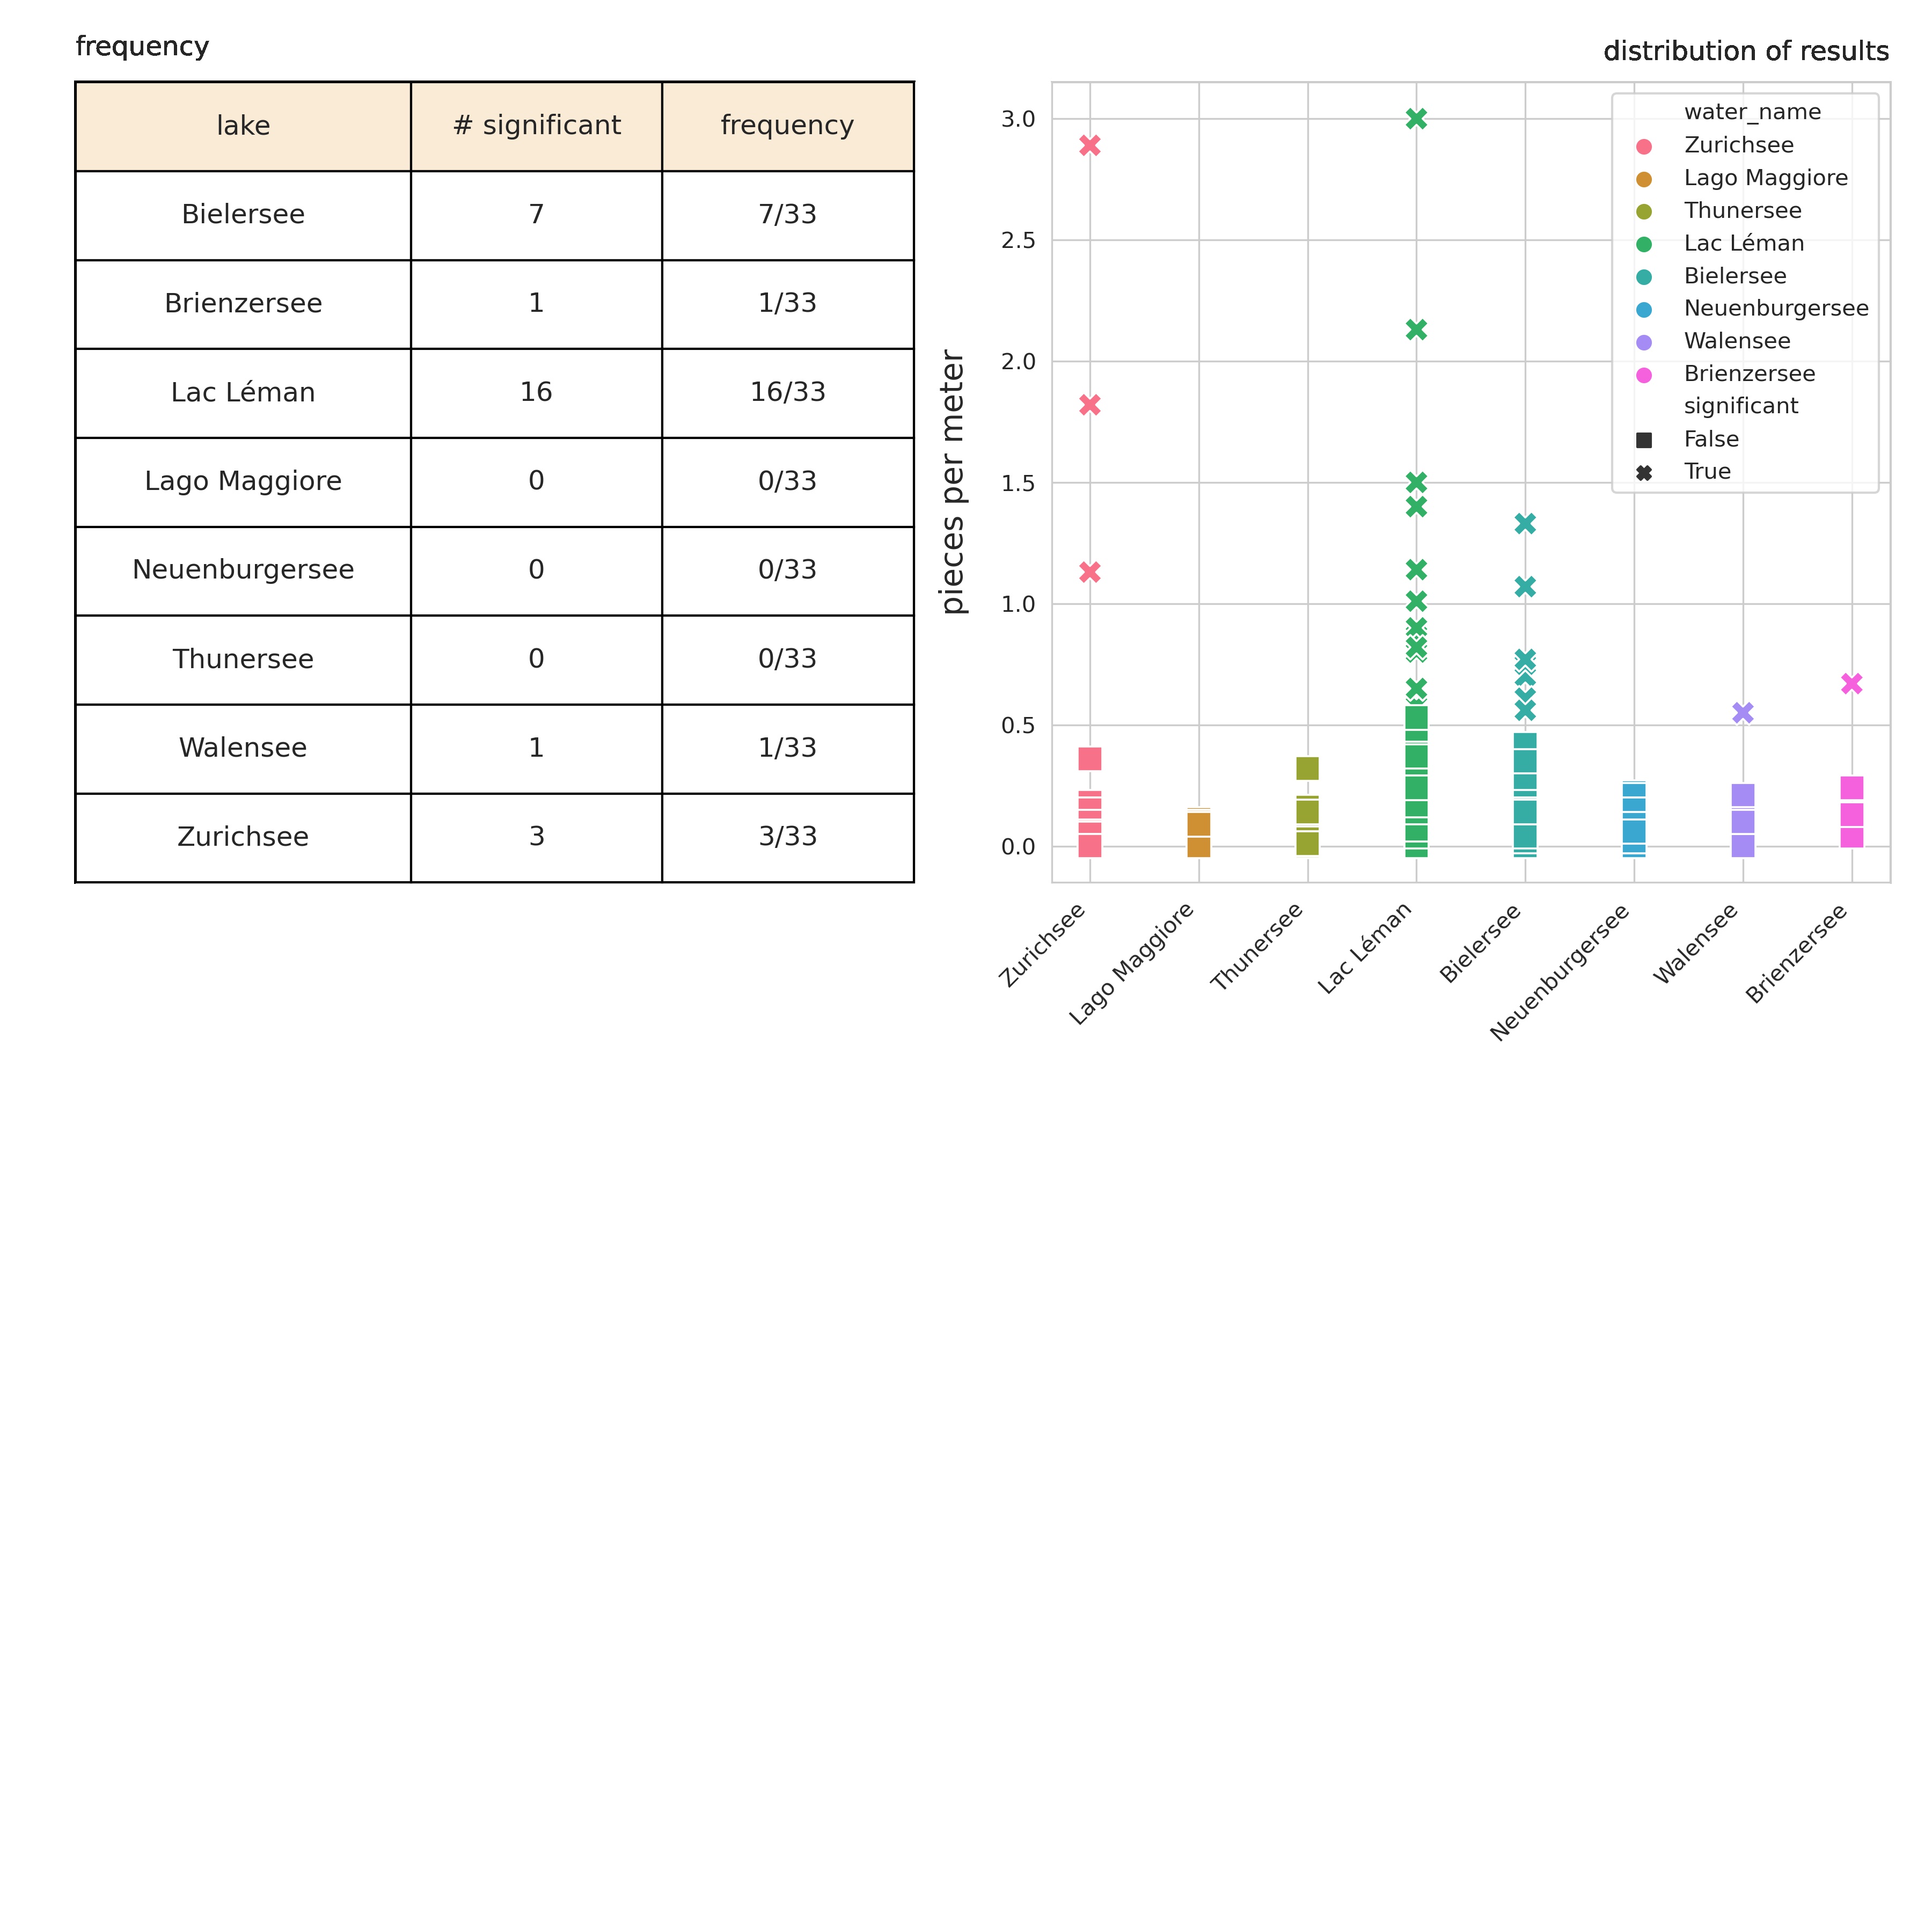 frequency
lake # significant frequency
Bielersee 7 7/33
Brienzersee 1 1/33
Lac Léman 16 16/33
Lago Maggiore 0 0/33
Neuenburgersee 0 0/33
Thunersee 0 0/33
Walensee 1 1/33
Zurichsee 3 3/33
distribution of results
pieces per meter
3.0
2.5
2.0
1.5
1.0
0.5
0.0
water_name
Zurichsee
Lago Maggiore
Thunersee
Lac Léman
Bielersee
Neuenburgersee
Walensee
Brienzersee
significant
False
True
Zurichsee
Lago Maggiore
Thunersee
Lac Léman
Bielersee
Neuenburgersee
Walensee
Brienzersee